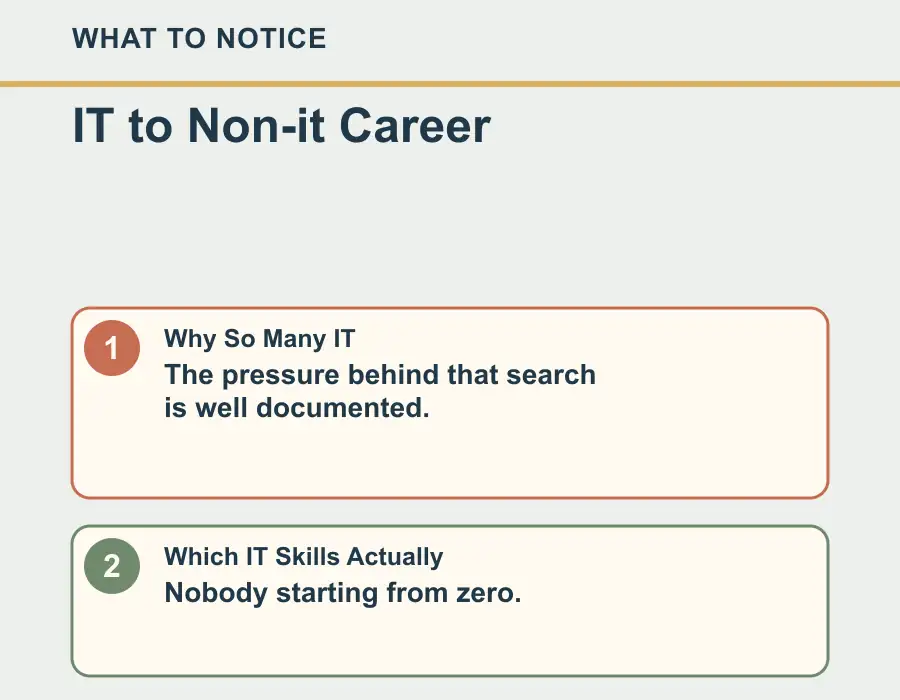 WHAT TO NOTICE
IT to Non-it Career
1
Why So Many IT
The pressure behind that search
is well documented.
2
Which IT Skills Actually
Nobody starting from zero.